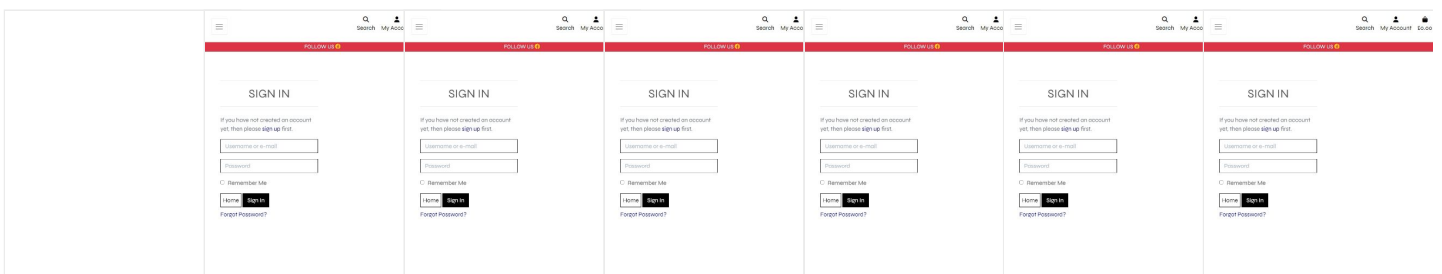 Search My Acco
FOLLOW US
SIGN IN
If you have not created an account
yet, then please sign up first.
Username or e-mail
Password
Remember Me
Home Sign In
Forgot Password?
Search My Acco
FOLLOW US
SIGN IN
If you have not created an account
yet, then please sign up first.
Username or e-mail
Password
Remember Me
Home Sign In
Forgot Password?
Search My Acco
FOLLOW US
SIGN IN
If you have not created an account
yet, then please sign up first.
Username or e-mail
Password
Remember Me
Home Sign In
Forgot Password?
Search My Acco
FOLLOW US
SIGN IN
If you have not created an account
yet, then please sign up first.
Username or e-mail
Password
Remember Me
Home Sign In
Forgot Password?
Search My Acco
FOLLOW US
SIGN IN
If you have not created an account
yet, then please sign up first.
Username or e-mail
Password
Remember Me
Home Sign In
Forgot Password?
Search My Account £0.00
FOLLOW US
SIGN IN
If you have not created an account
yet, then please sign up first.
Username or e-mail
Password
Remember Me
Home Sign In
Forgot Password?